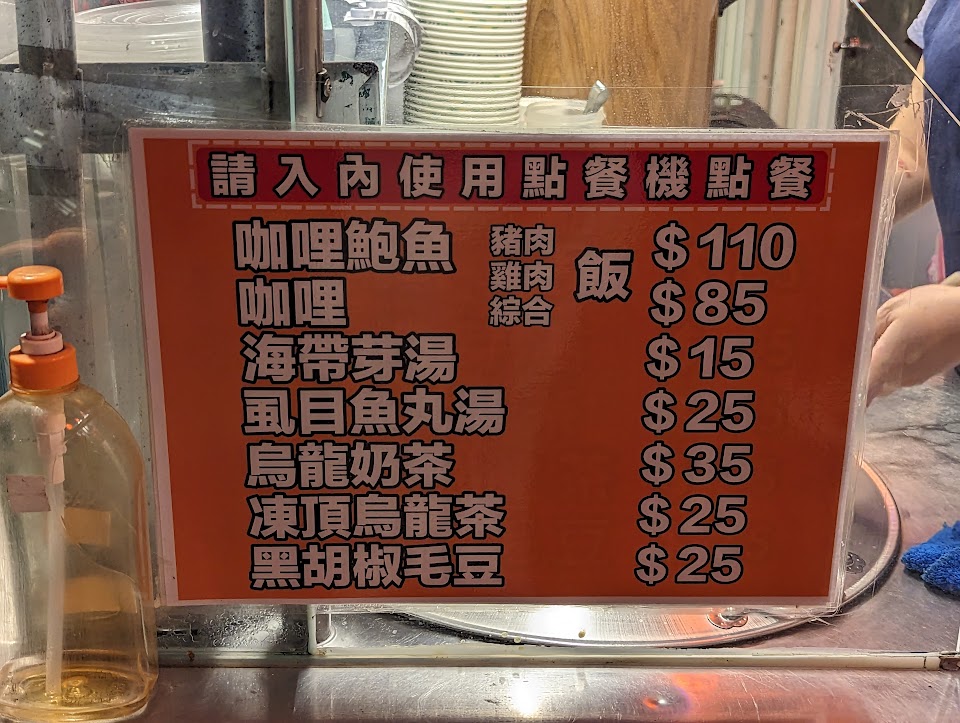 請入內使用點餐機點餐
咖哩鮑魚 豬肉 雞肉 綜合 飯 $110
咖哩 $85
海帶芽湯 $15
虱目魚丸湯 $25
烏龍奶茶 $35
凍頂烏龍茶 $25
黑胡椒毛豆 $25